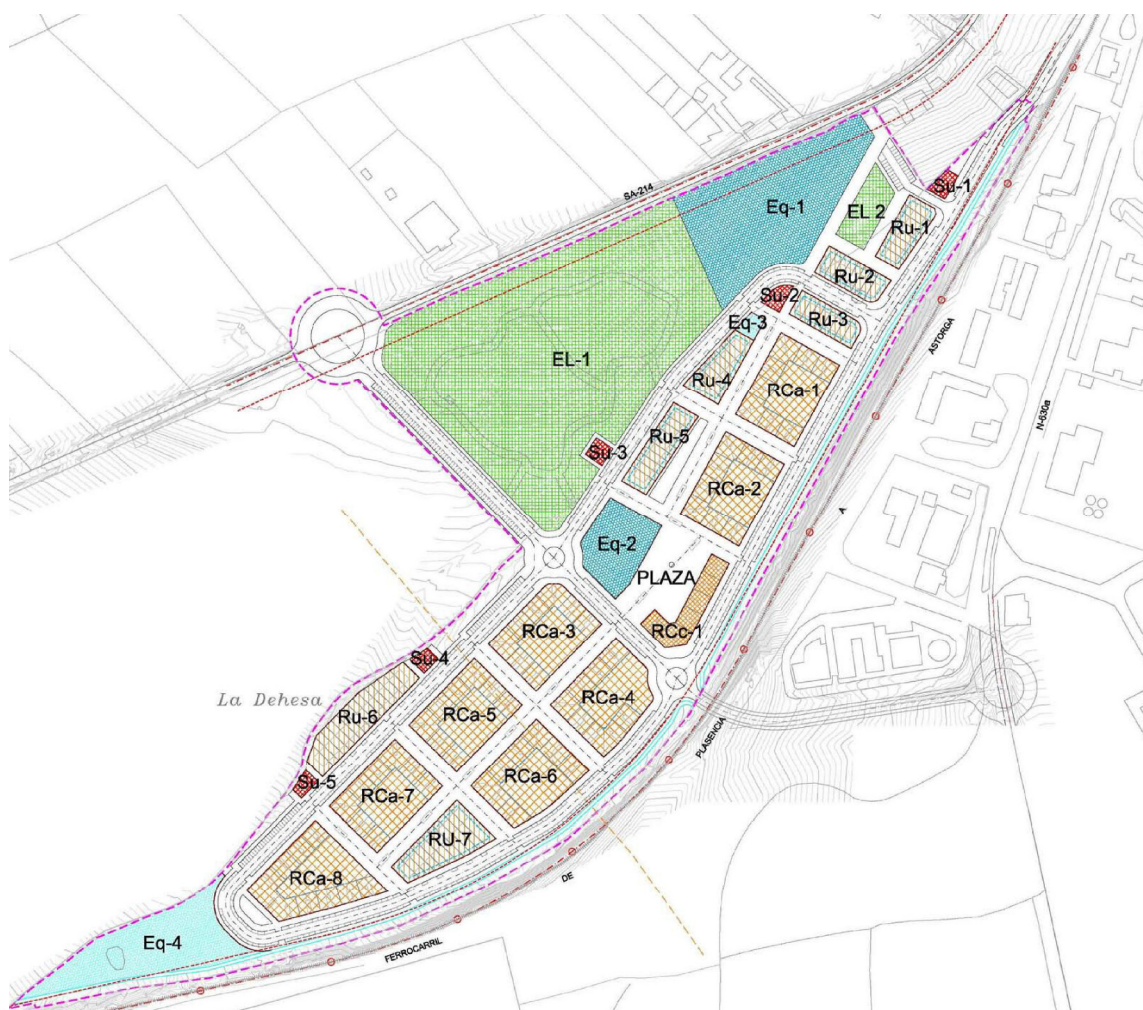 SA-214
Su-1
Eq-1
EL 2
Ru-1
Ru-2
Su-2
Ru-3
Eq-3
ASTORGA
EL-1
Ru-4
RCa-1
N-630a
Ru-5
Su-3
RCa-2
A
Eq-2
PLAZA
RCa-3
RCc-1
Su-4
RCa-4
La Dehesa
Ru-6
RCa-5
PLASENCIA
RCa-6
Su-5
RCa-7
RU-7
RCa-8
DE
Eq-4
FERROCARRIL